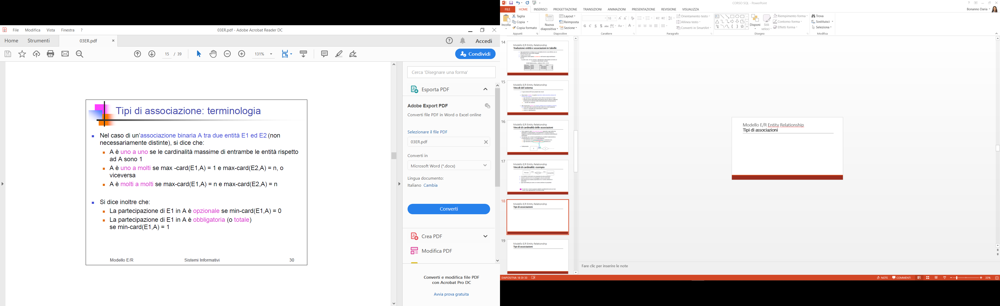 File Modifica Vista Finestra ?
03ER.pdf - Adobe Acrobat Reader DC
Home Strumenti 03ER.pdf × Accedi
15 / 39 131% Condividi
Tipi di associazione: terminologia
Nel caso di un'associazione binaria A tra due entità E1 ed E2 (non
necessariamente distinte), si dice che:
A è uno a uno se le cardinalità massime di entrambe le entità rispetto
ad A sono 1
A è uno a molti se max -card(E1,A) = 1 e max-card(E2,A) = n, o
viceversa
A è molti a molti se max-card(E1,A) = n e max-card(E2,A) = n
Si dice inoltre che:
La partecipazione di E1 in A è opzionale se min-card(E1,A) = 0
La partecipazione di E1 in A è obbligatoria (o totale)
se min-card(E1,A) = 1
Modello E/R Sistemi Informativi 30
Cerca 'Disegnare una forma'
Esporta PDF
Adobe Export PDF
Converti file PDF in Word o Excel online
Selezionare il file PDF
03ER.pdf
Converti in
Microsoft Word (*.docx)
Lingua documento:
Italiano Cambia
Converti
Crea PDF
Modifica PDF
Converti e modifica file PDF
con Acrobat Pro DC
Avvia prova gratuita
CORSO SQL - PowerPoint
FILE HOME INSERISCI PROGETTAZIONE TRANSIZIONI ANIMAZIONI PRESENTAZIONE REVISIONE VISUALIZZA Bonanno Daria
Incolla
Taglia
Copia
Copia formato
Appunti
Nuova
diapositiva
Layout
Reimposta
Sezione
Diapositive
18
G C S S abc AV Aa A
Carattere
Orientamento testo
Allinea testo
Converti in SmartArt
Paragrafo
Disponi
Stili
veloci
Riempimento forma
Contorno forma
Effetti forma
Disegno
Trova
Sostituisci
Seleziona
Modifica
14
Modello E/R Entity Relationship
Traduzione entità e associazioni in tabelle
15
Modello E/R Entity Relationship
Vincoli del sistema
16
Modello E/R Entity Relationship
Vincoli di cardinalità delle associazioni
17
Modello E/R Entity Relationship
Vincoli di cardinalità: esempio
18
Modello E/R Entity Relationship
Tipi di associazioni
19
Modello E/R Entity Relationship
Tipi di associazioni
Modello E/R Entity Relationship
Tipi di associazioni
Fare clic per inserire le note
DIAPOSITIVA 18 DI 33 NOTE COMMENTI 33%